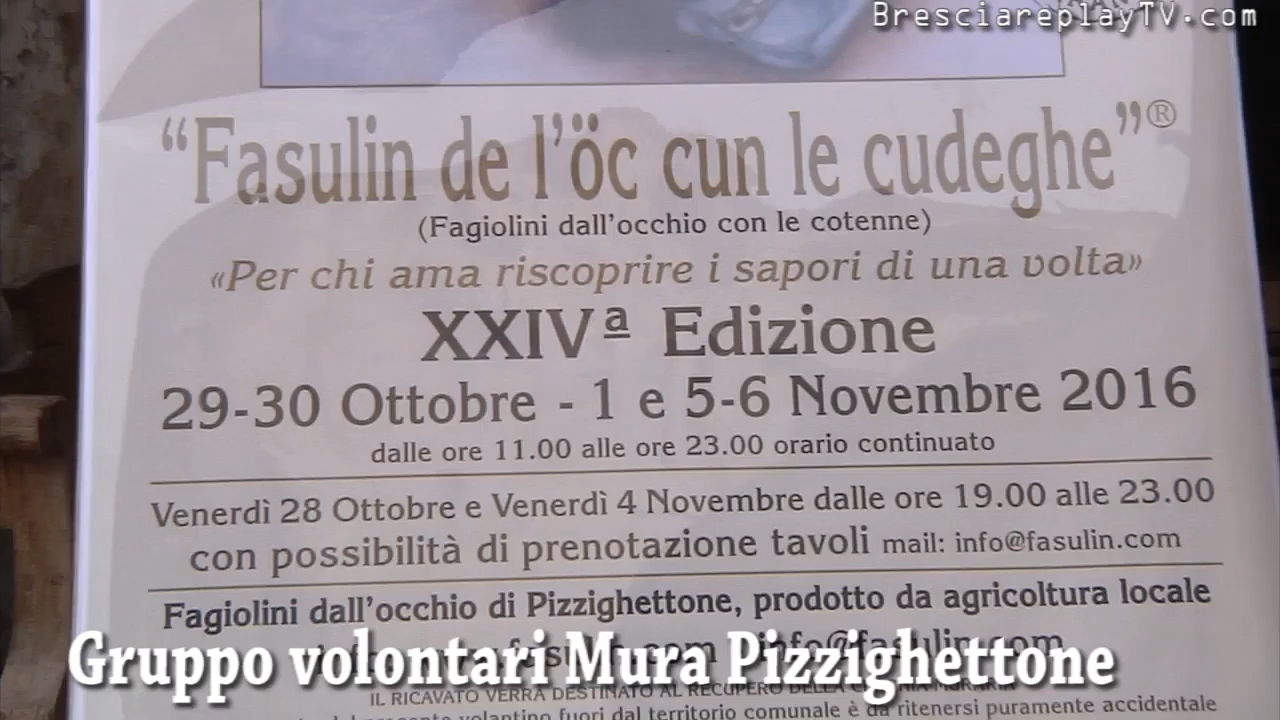 BresciareplayTV.com
“Fasulin de l’öc cun le cudeghe”®
(Fagiolini dall’occhio con le cotenne)
«Per chi ama riscoprire i sapori di una volta»
XXIVª Edizione
29-30 Ottobre - 1 e 5-6 Novembre 2016
dalle ore 11.00 alle ore 23.00 orario continuato
Venerdì 28 Ottobre e Venerdì 4 Novembre dalle ore 19.00 alle 23.00
con possibilità di prenotazione tavoli mail: info@fasulin.com
Fagiolini dall’occhio di Pizzighettone, prodotto da agricoltura locale
info@fasulin.com
Gruppo volontari Mura Pizzighettone
IL RICAVATO VERRÀ DESTINATO AL RECUPERO DELLA
volantino fuori dal territorio comunale è da ritenersi puramente accidentale